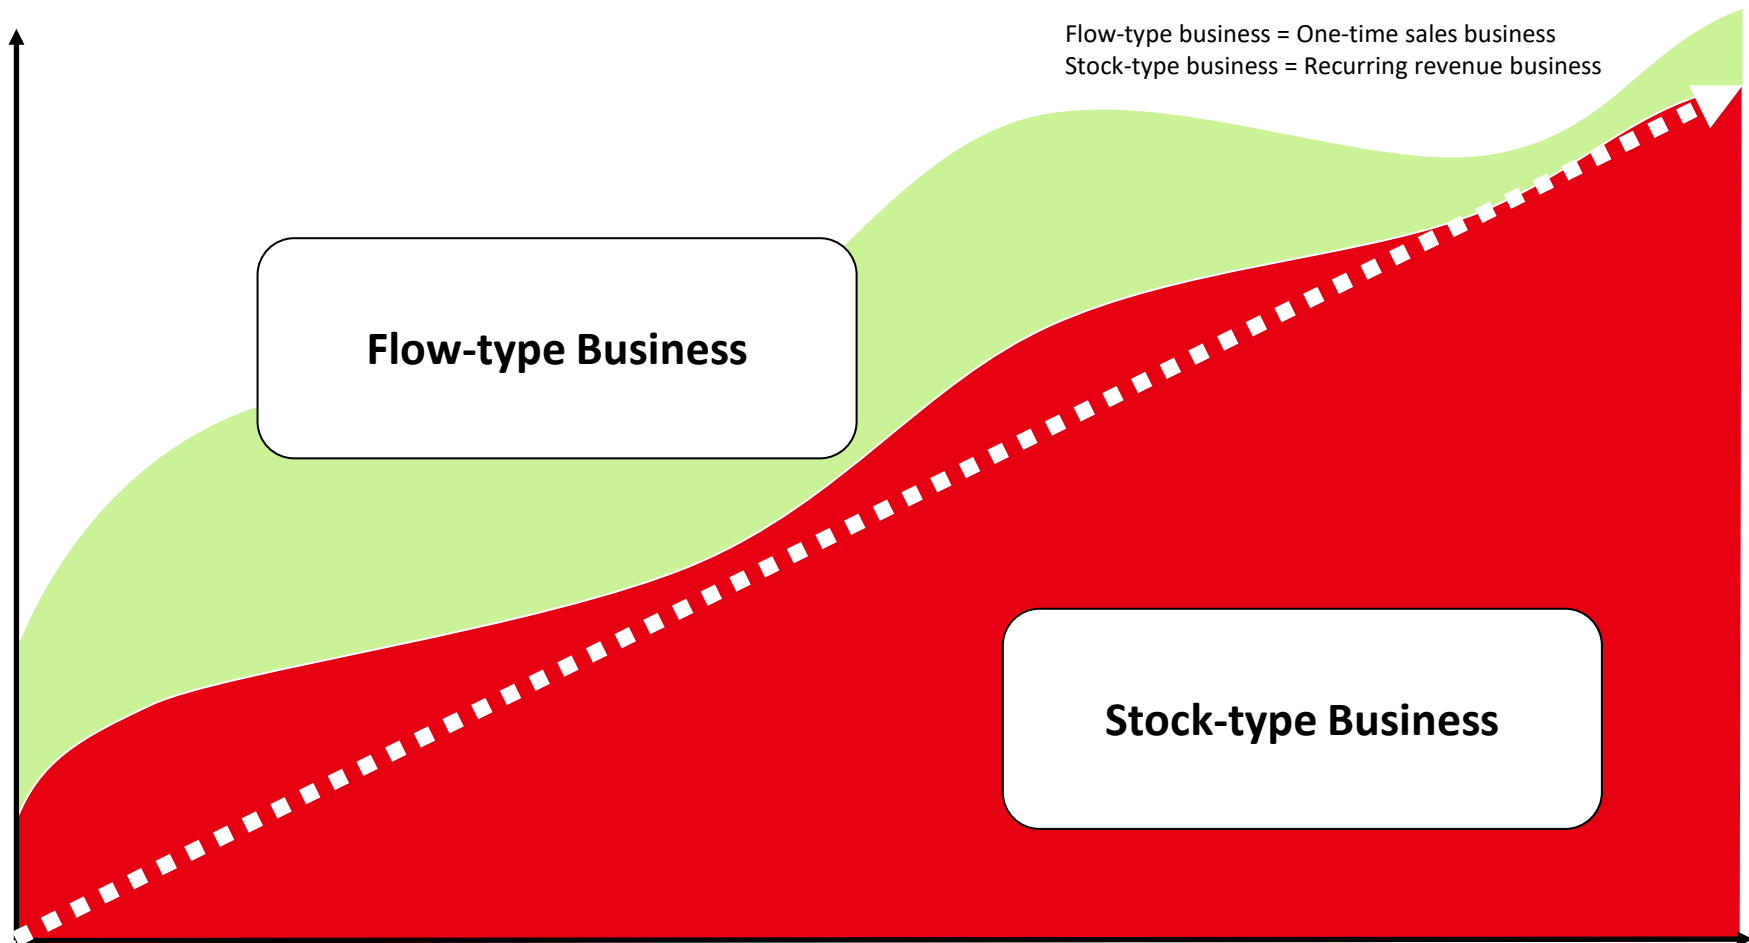 Flow-type business = One-time sales business
Stock-type business = Recurring revenue business
Flow-type Business
Stock-type Business